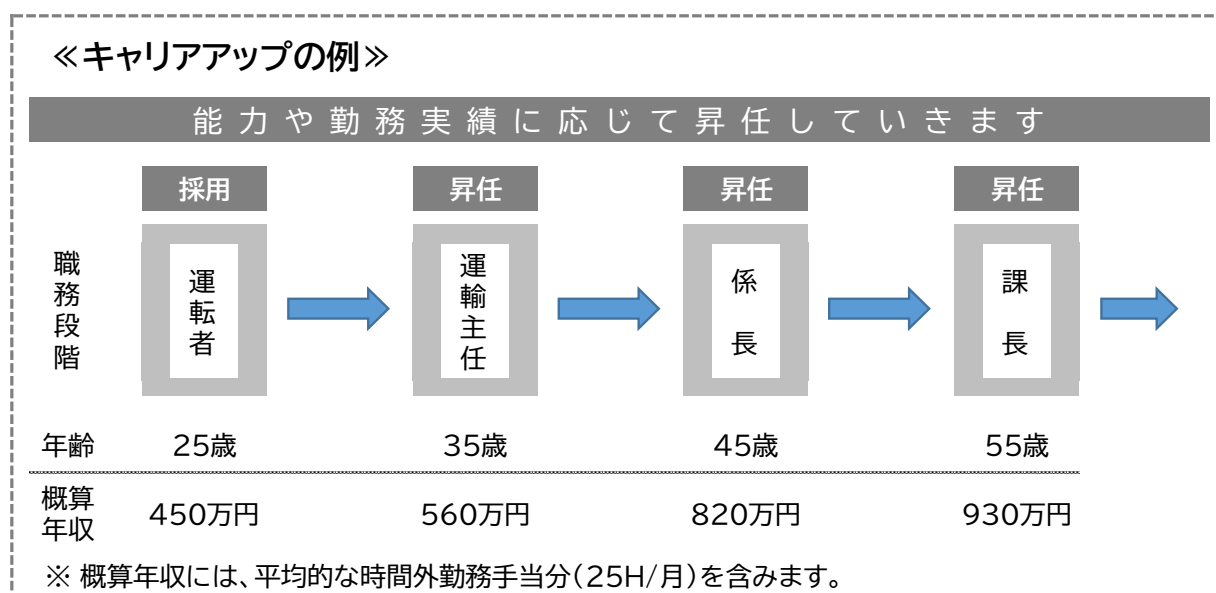 ≪キャリアアップの例≫
能力や勤務実績に応じて昇任していきます
採用 昇任 昇任 昇任
職務段階 運転者 運輸主任 係長 課長
年齢 25歳 35歳 45歳 55歳
概算年収 450万円 560万円 820万円 930万円
※ 概算年収には、平均的な時間外勤務手当分(25H/月)を含みます。